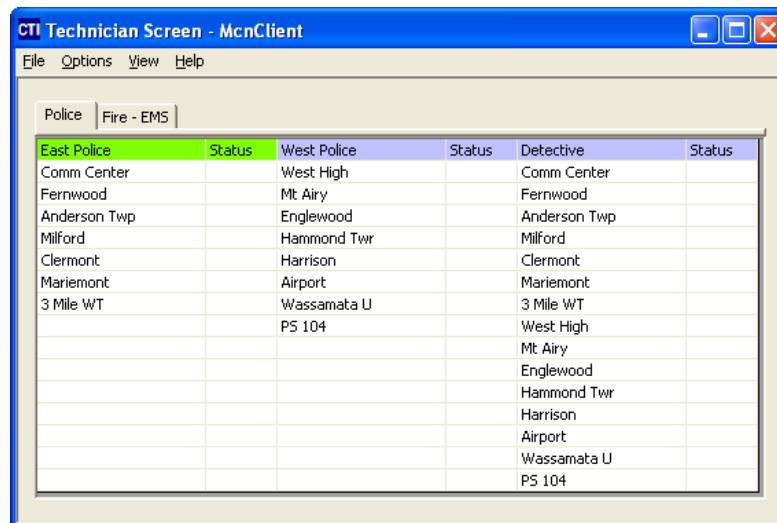 CTI Technician Screen - McnClient
File Options View Help
Police Fire - EMS
East Police Status West Police Status Detective Status
Comm Center West High Comm Center
Fernwood Mt Airy Fernwood
Anderson Twp Englewood Anderson Twp
Milford Hammond Twr Milford
Clermont Harrison Clermont
Mariemont Airport Mariemont
3 Mile WT Wassamata U 3 Mile WT
PS 104 West High
Mt Airy
Englewood
Hammond Twr
Harrison
Airport
Wassamata U
PS 104